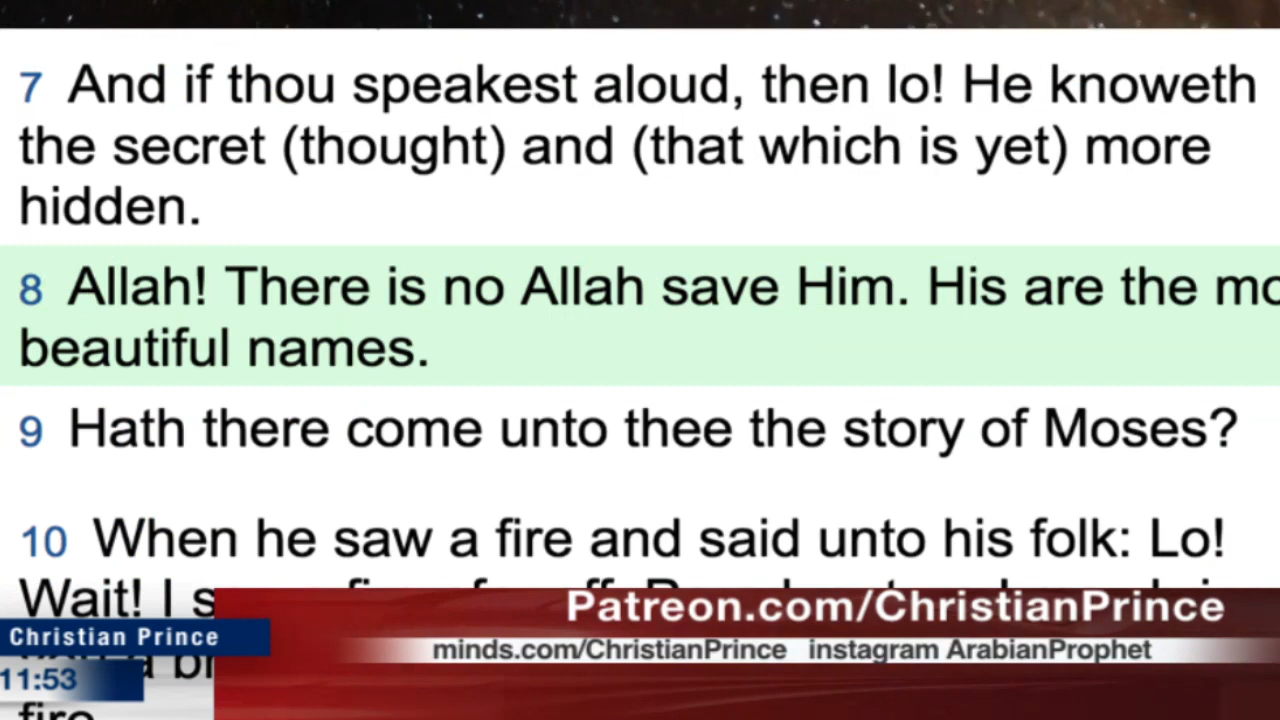 7 And if thou speakest aloud, then lo! He knoweth
the secret (thought) and (that which is yet) more
hidden.
8 Allah! There is no Allah save Him. His are the mo
beautiful names.
9 Hath there come unto thee the story of Moses?
10 When he saw a fire and said unto his folk: Lo!
Wait! I
Patreon.com/ChristianPrince
Christian Prince
minds.com/ChristianPrince instagram ArabianProphet
11:53
fire